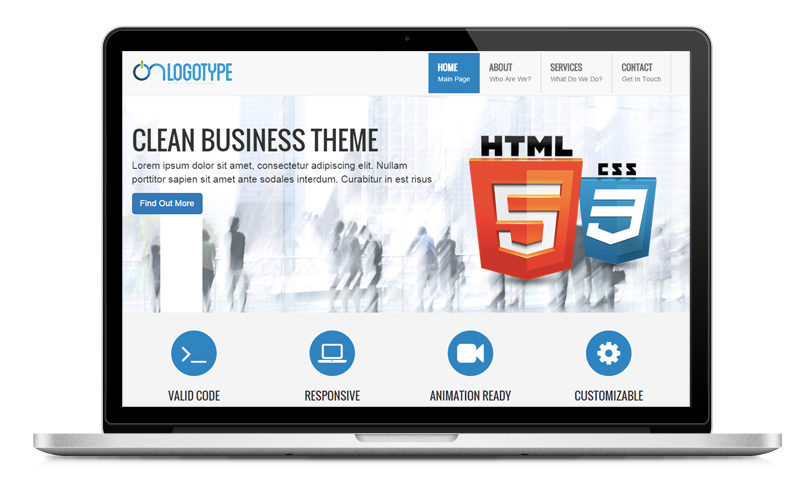 ON LOGOTYPE
HOME
Main Page
ABOUT
Who Are We?
SERVICES
What Do We Do?
CONTACT
Get In Touch
CLEAN BUSINESS THEME
Lorem ipsum dolor sit amet, consectetur adipiscing elit. Nullam
porttitor sapien sit amet ante sodales interdum. Curabitur in est risus
Find Out More
HTML
5
CSS
3
VALID CODE
RESPONSIVE
ANIMATION READY
CUSTOMIZABLE